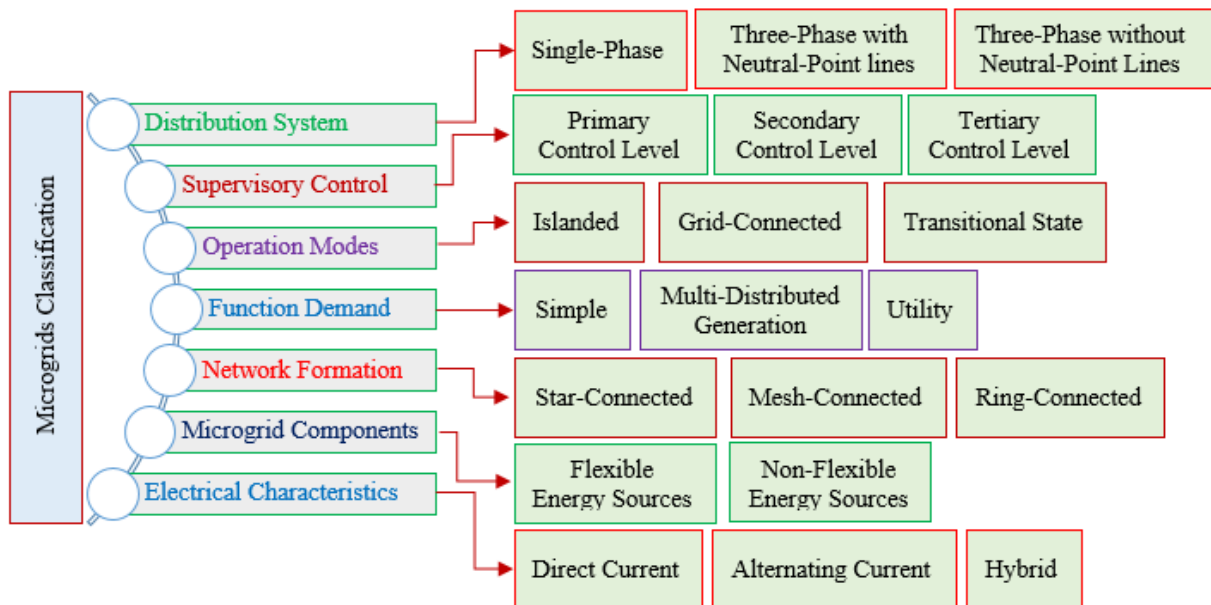 Microgrids Classification
Distribution System
Single-Phase
Three-Phase with
Neutral-Point lines
Three-Phase without
Neutral-Point Lines
Supervisory Control
Primary
Control Level
Secondary
Control Level
Tertiary
Control Level
Operation Modes
Islanded
Grid-Connected
Transitional State
Function Demand
Simple
Multi-Distributed
Generation
Utility
Network Formation
Star-Connected
Mesh-Connected
Ring-Connected
Microgrid Components
Flexible
Energy Sources
Non-Flexible
Energy Sources
Electrical Characteristics
Direct Current
Alternating Current
Hybrid